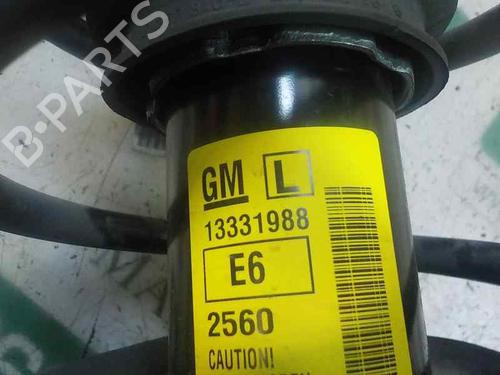 B-PARTS
GM L
13331988
E6
2560
CAUTION!